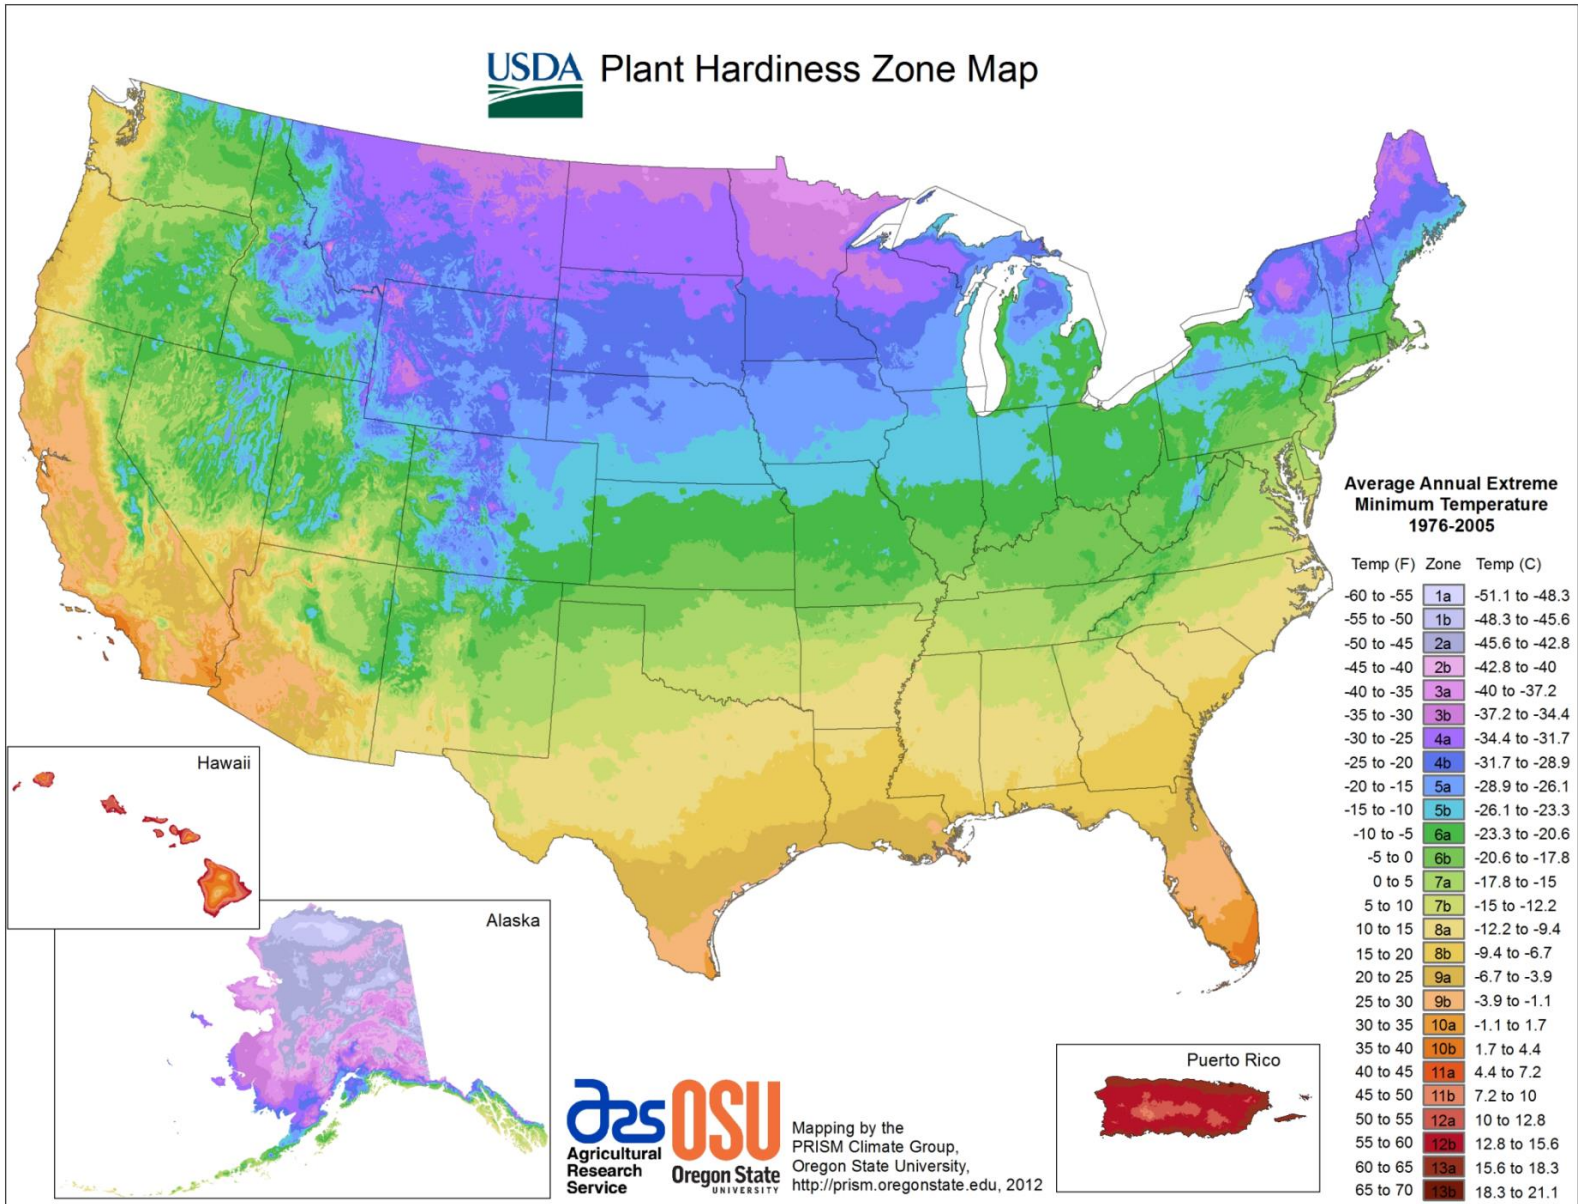 USDA Plant Hardiness Zone Map
Average Annual Extreme
Minimum Temperature
1976-2005
Temp (F) Zone Temp (C)
-60 to -55 1a -51.1 to -48.3
-55 to -50 1b -48.3 to -45.6
-50 to -45 2a -45.6 to -42.8
-45 to -40 2b -42.8 to -40
-40 to -35 3a -40 to -37.2
-35 to -30 3b -37.2 to -34.4
-30 to -25 4a -34.4 to -31.7
-25 to -20 4b -31.7 to -28.9
-20 to -15 5a -28.9 to -26.1
-15 to -10 5b -26.1 to -23.3
-10 to -5 6a -23.3 to -20.6
-5 to 0 6b -20.6 to -17.8
0 to 5 7a -17.8 to -15
5 to 10 7b -15 to -12.2
10 to 15 8a -12.2 to -9.4
15 to 20 8b -9.4 to -6.7
20 to 25 9a -6.7 to -3.9
25 to 30 9b -3.9 to -1.1
30 to 35 10a -1.1 to 1.7
35 to 40 10b 1.7 to 4.4
40 to 45 11a 4.4 to 7.2
45 to 50 11b 7.2 to 10
50 to 55 12a 10 to 12.8
55 to 60 12b 12.8 to 15.6
60 to 65 13a 15.6 to 18.3
65 to 70 13b 18.3 to 21.1
Hawaii
Alaska
Puerto Rico
ars
Agricultural
Research
Service
OSU
Oregon State
UNIVERSITY
Mapping by the
PRISM Climate Group,
Oregon State University,
http://prism.oregonstate.edu, 2012